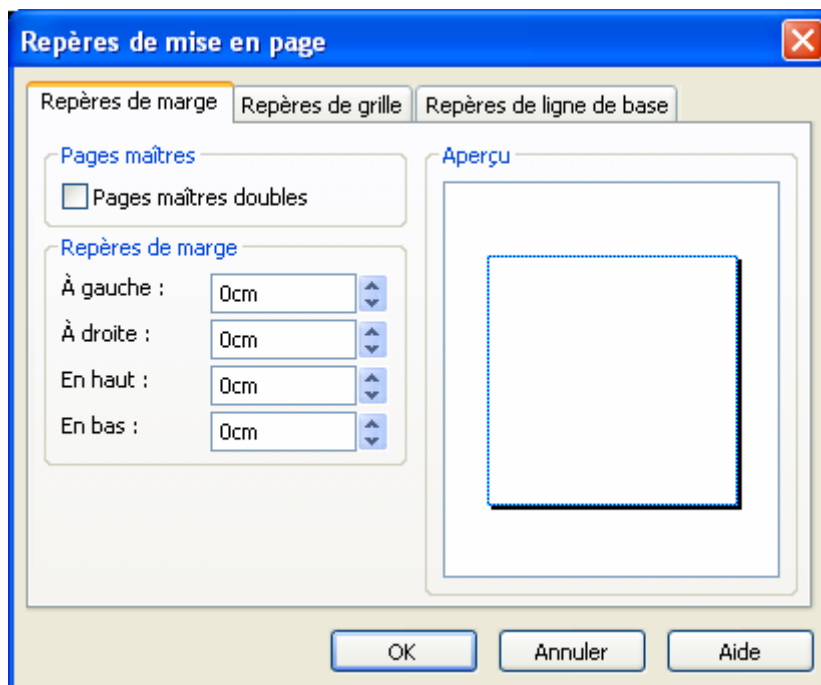 Repères de mise en page
Repères de marge
Repères de grille
Repères de ligne de base
Pages maîtres
Pages maîtres doubles
Repères de marge
À gauche : 0cm
À droite : 0cm
En haut : 0cm
En bas : 0cm
Aperçu
OK
Annuler
Aide